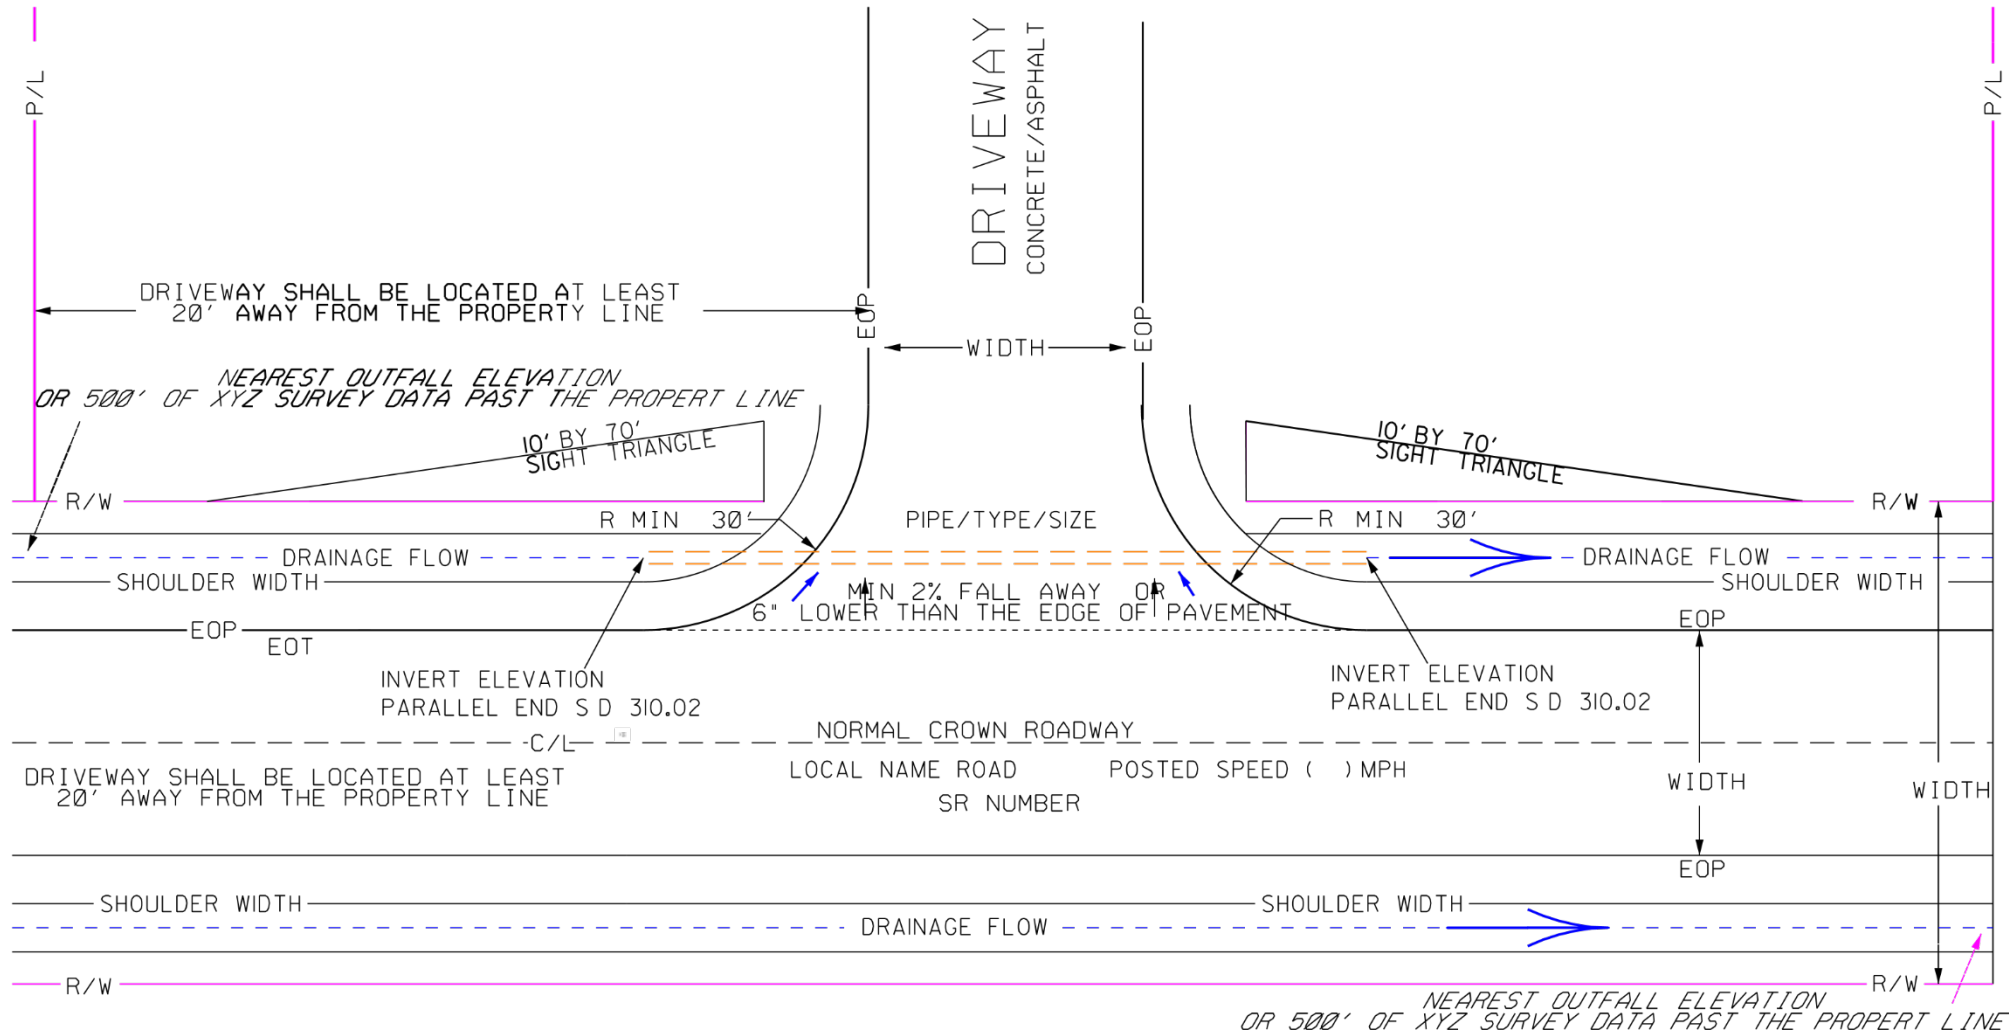 P/L
P/L
DRIVEWAY
CONCRETE/ASPHALT
DRIVEWAY SHALL BE LOCATED AT LEAST
20' AWAY FROM THE PROPERTY LINE
EOP
EOP
WIDTH
NEAREST OUTFALL ELEVATION
OR 500' OF XYZ SURVEY DATA PAST THE PROPERT LINE
10' BY 70'
SIGHT TRIANGLE
10' BY 70'
SIGHT TRIANGLE
R/W
R/W
R MIN 30'
PIPE/TYPE/SIZE
R MIN 30'
DRAINAGE FLOW
DRAINAGE FLOW
SHOULDER WIDTH
SHOULDER WIDTH
MIN 2% FALL AWAY OR
6" LOWER THAN THE EDGE OF PAVEMENT
EOP
EOP
EOT
INVERT ELEVATION
PARALLEL END S D 310.02
INVERT ELEVATION
PARALLEL END S D 310.02
NORMAL CROWN ROADWAY
C/L
LOCAL NAME ROAD
POSTED SPEED ( ) MPH
SR NUMBER
DRIVEWAY SHALL BE LOCATED AT LEAST
20' AWAY FROM THE PROPERTY LINE
WIDTH
WIDTH
EOP
SHOULDER WIDTH
SHOULDER WIDTH
DRAINAGE FLOW
R/W
R/W
NEAREST OUTFALL ELEVATION
OR 500' OF XYZ SURVEY DATA PAST THE PROPERT LINE